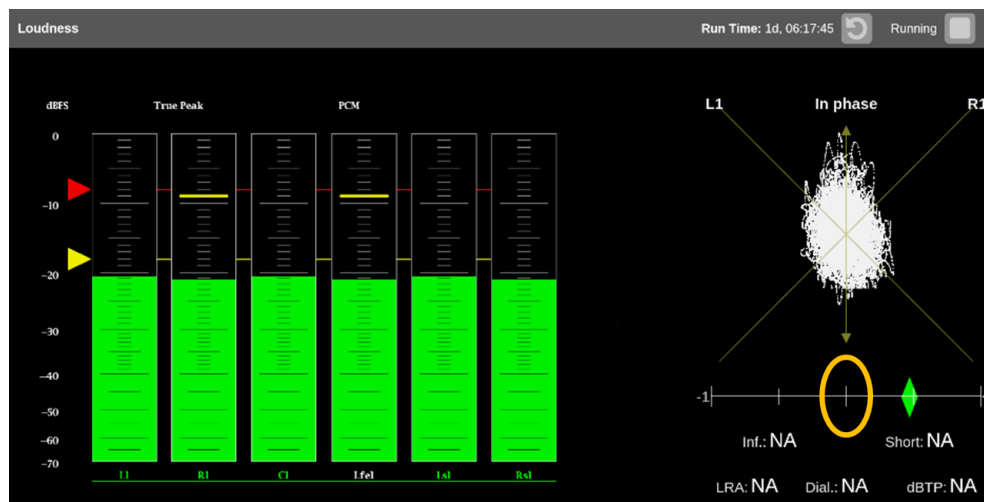 Loudness
Run Time: 1d, 06:17:45
Running
dBFS
True Peak
PCM
0
-10
-20
-30
-40
-50
-60
-70
L1
R1
C1
Lfe1
Ls1
Rs1
L1
In phase
R1
-1
Inf.: NA
Short: NA
LRA: NA
Dial.: NA
dBTP: NA